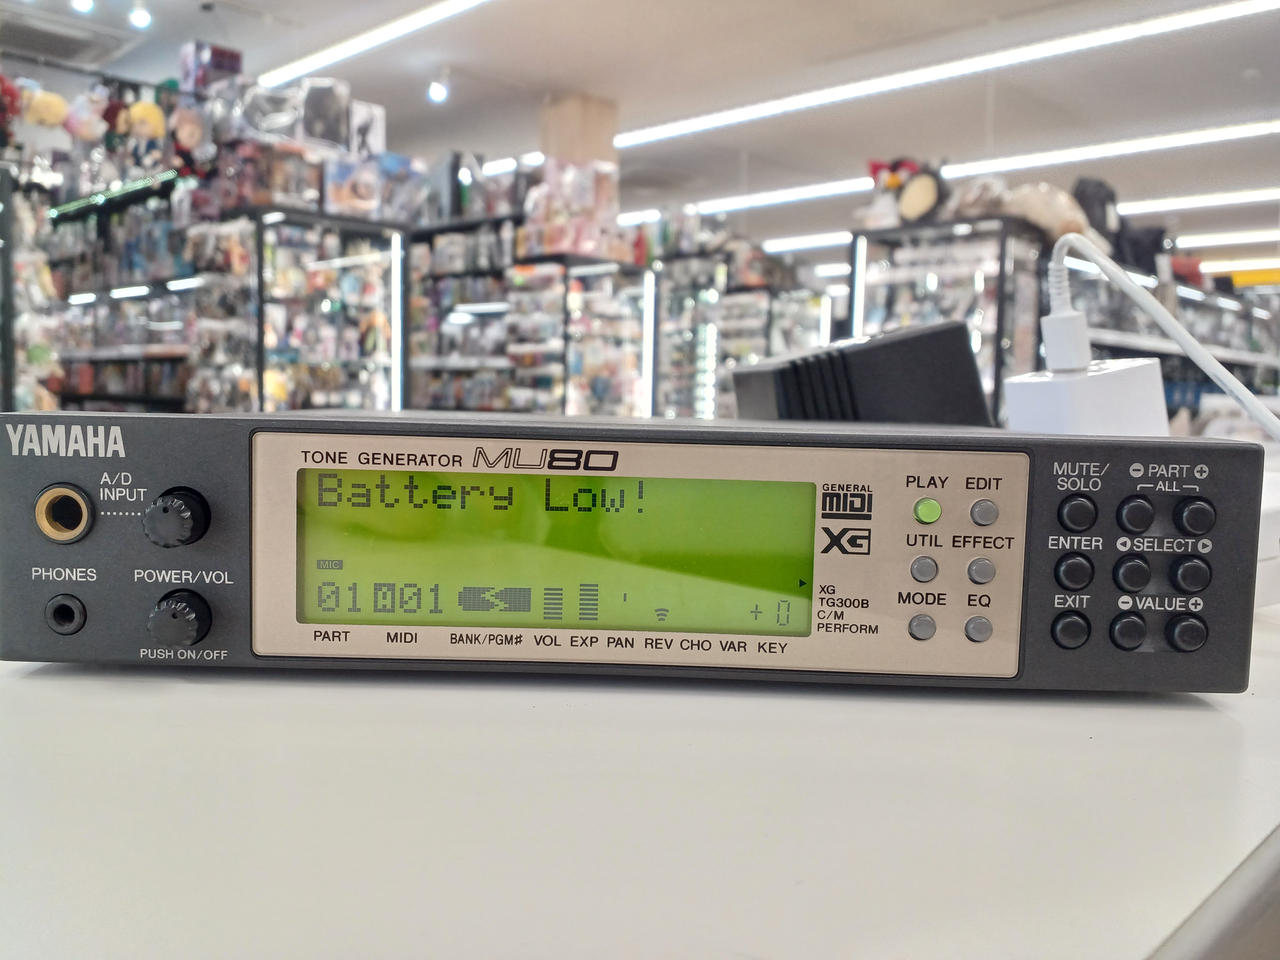 YAMAHA
A/D
INPUT
PHONES
POWER/VOL
PUSH ON/OFF
TONE GENERATOR MU80
Battery Low!
MIC
01 01 + 0
PART MIDI BANK/PGM# VOL EXP PAN REV CHO VAR KEY
GENERAL
MIDI
XG
XG
TG300B
C/M
PERFORM
PLAY EDIT
UTIL EFFECT
MODE EQ
MUTE/
SOLO
− PART +
ALL
ENTER
SELECT
EXIT
− VALUE +